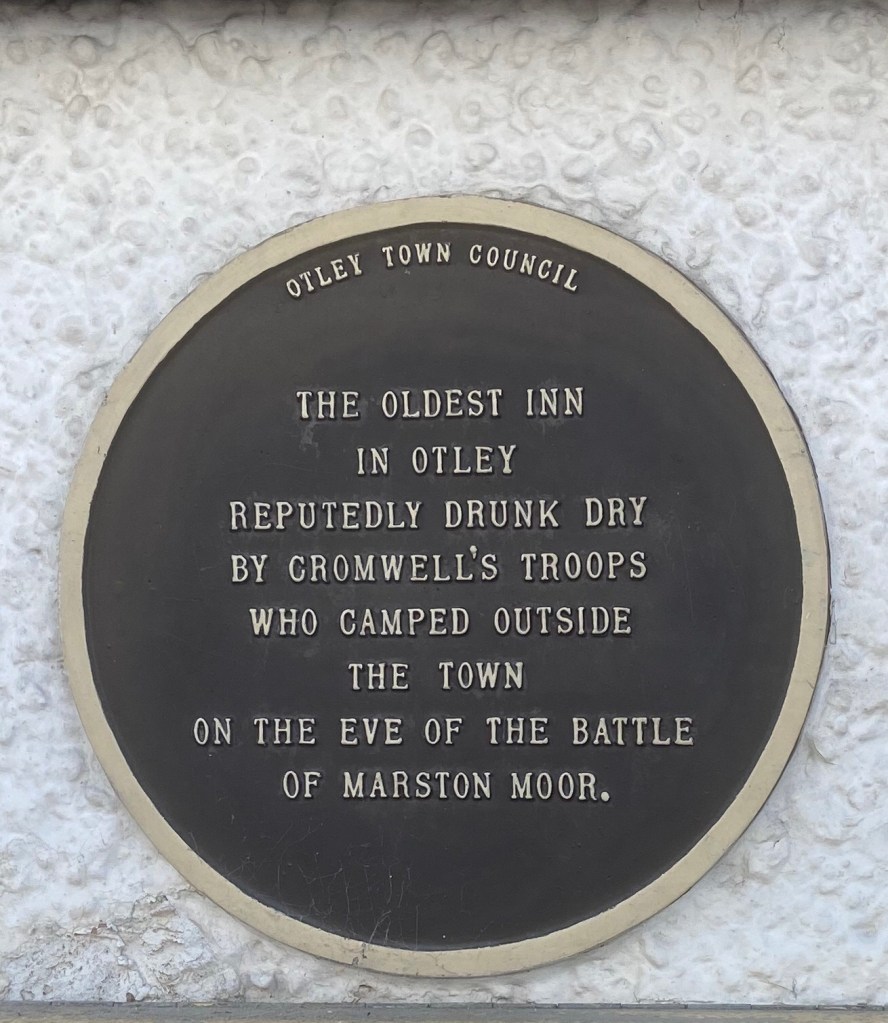 OTLEY TOWN COUNCIL
THE OLDEST INN
IN OTLEY
REPUTEDLY DRUNK DRY
BY CROMWELL'S TROOPS
WHO CAMPED OUTSIDE
THE TOWN
ON THE EVE OF THE BATTLE
OF MARSTON MOOR.